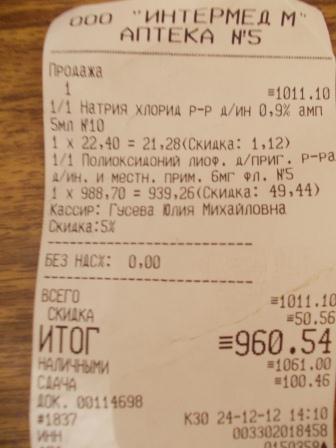 ООО "ИНТЕРМЕД М"
АПТЕКА №5
Продажа
1 ≡1011.10
1/1 Натрия хлорид р-р д/ин 0,9% амп
5мл №10
1 x 22,40 = 21,28(Скидка: 1,12)
1/1 Полиоксидоний лиоф. д/приг. р-ра
д/ин. и местн. прим. 6мг фл. №5
1 x 988,70 = 939,26(Скидка: 49,44)
Кассир: Гусева Юлия Михайловна
Скидка:5%
БЕЗ НДС%: 0,00
ВСЕГО ≡1011.10
СКИДКА ≡50.56
ИТОГ ≡960.54
НАЛИЧНЫМИ ≡1061.00
СДАЧА ≡100.46
ДОК. 00114698
#1837 К30 24-12-12 14:10
ИНН 003302018458